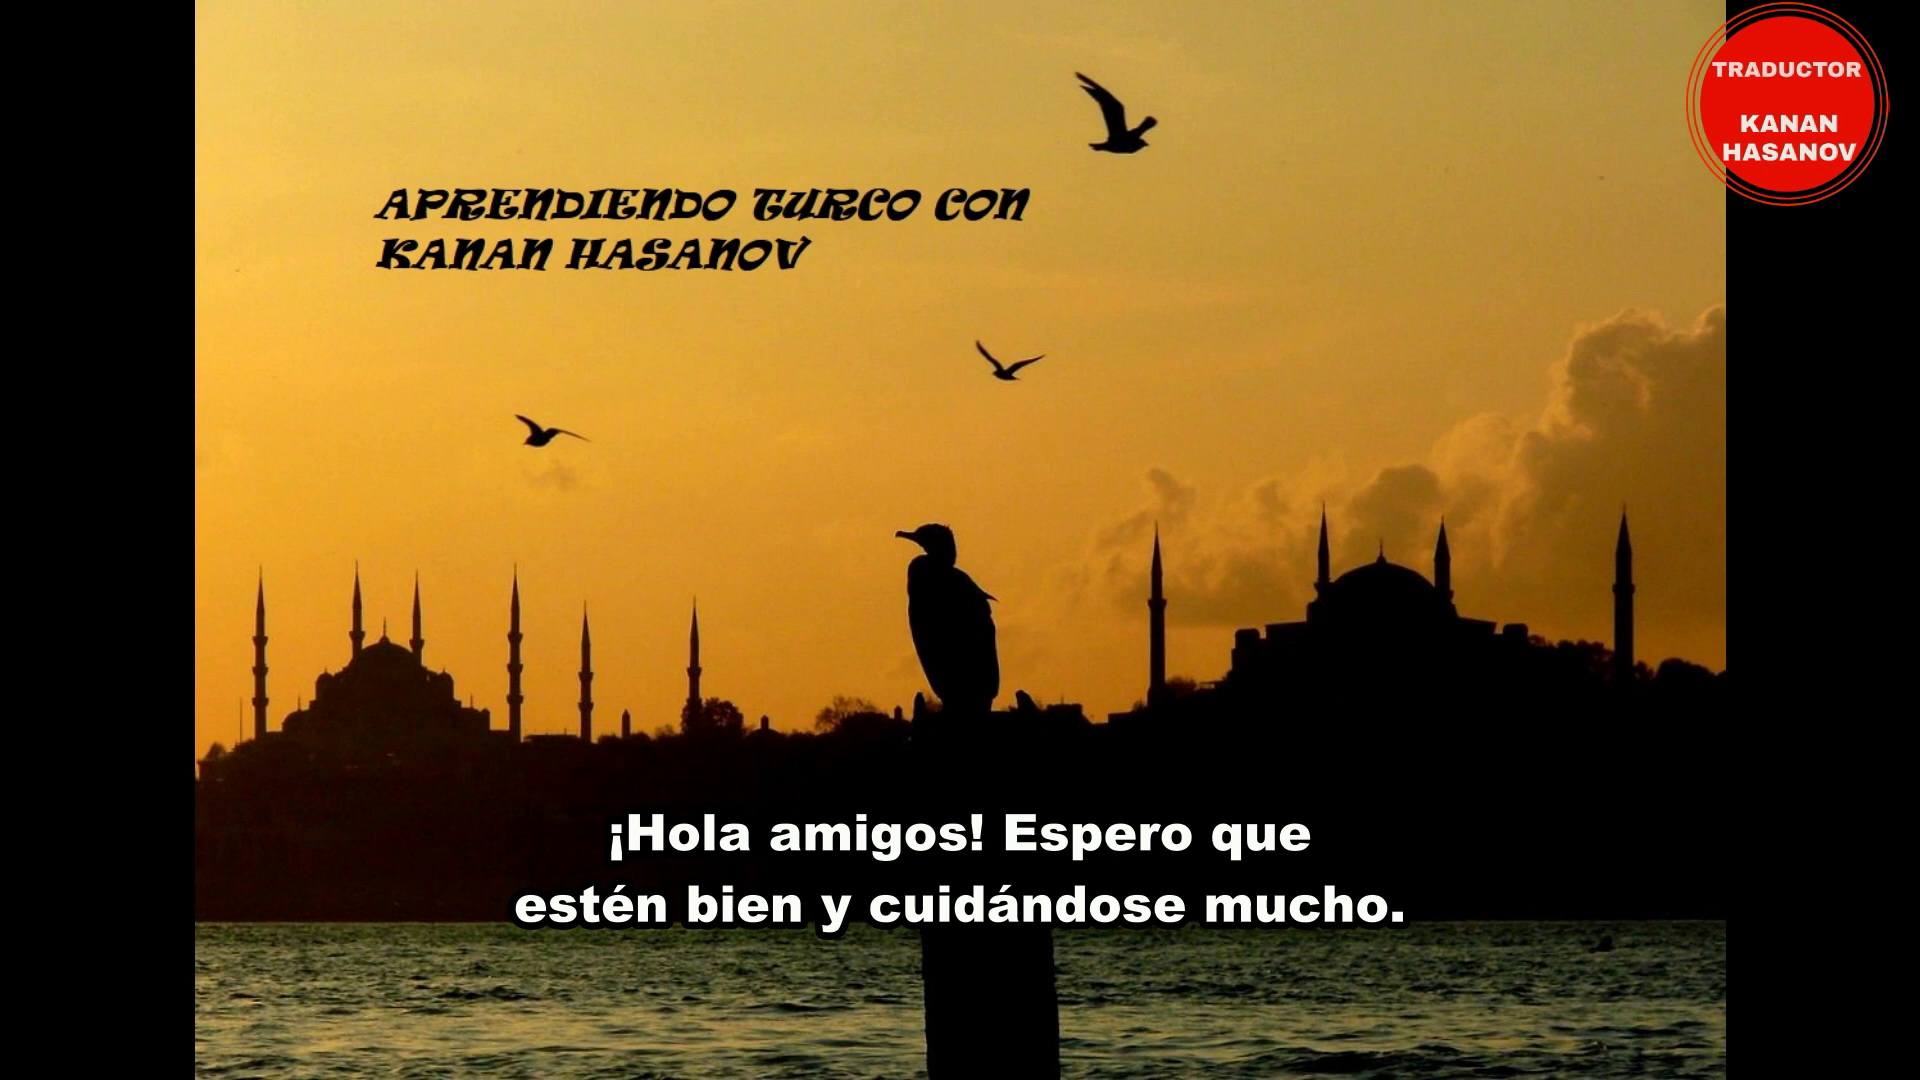 TRADUCTOR
KANAN
HASANOV
APRENDIENDO TURCO CON
KANAN HASANOV
¡Hola amigos! Espero que
estén bien y cuidándose mucho.